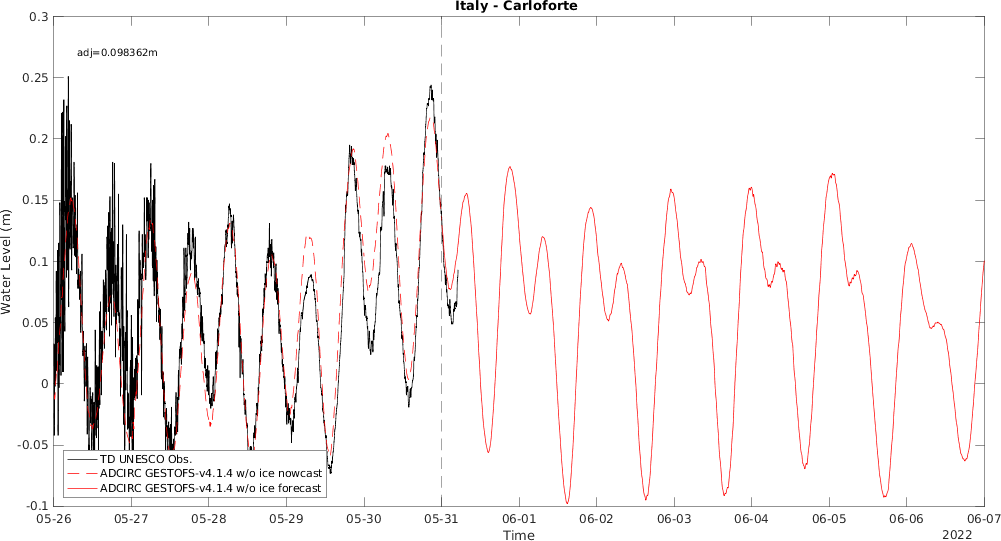 Italy - Carloforte
adj=0.098362m
Water Level (m)
0.3
0.25
0.2
0.15
0.1
0.05
0
-0.05
-0.1
TD UNESCO Obs.
ADCIRC GESTOFS-v4.1.4 w/o ice nowcast
ADCIRC GESTOFS-v4.1.4 w/o ice forecast
05-26 05-27 05-28 05-29 05-30 05-31 06-01 06-02 06-03 06-04 06-05 06-06 06-07
Time
2022